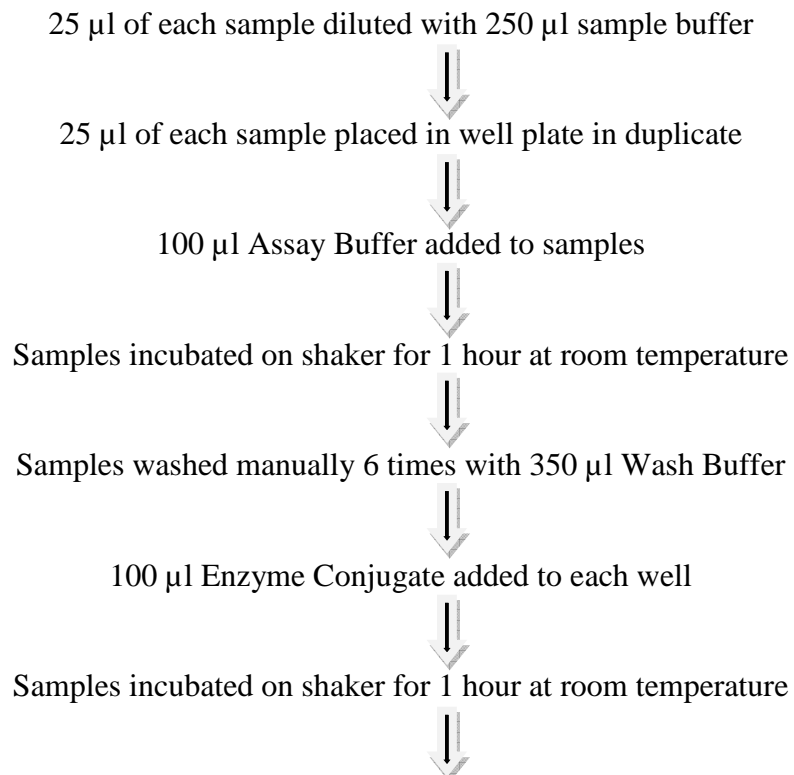 25 µl of each sample diluted with 250 µl sample buffer
25 µl of each sample placed in well plate in duplicate
100 µl Assay Buffer added to samples
Samples incubated on shaker for 1 hour at room temperature
Samples washed manually 6 times with 350 µl Wash Buffer
100 µl Enzyme Conjugate added to each well
Samples incubated on shaker for 1 hour at room temperature